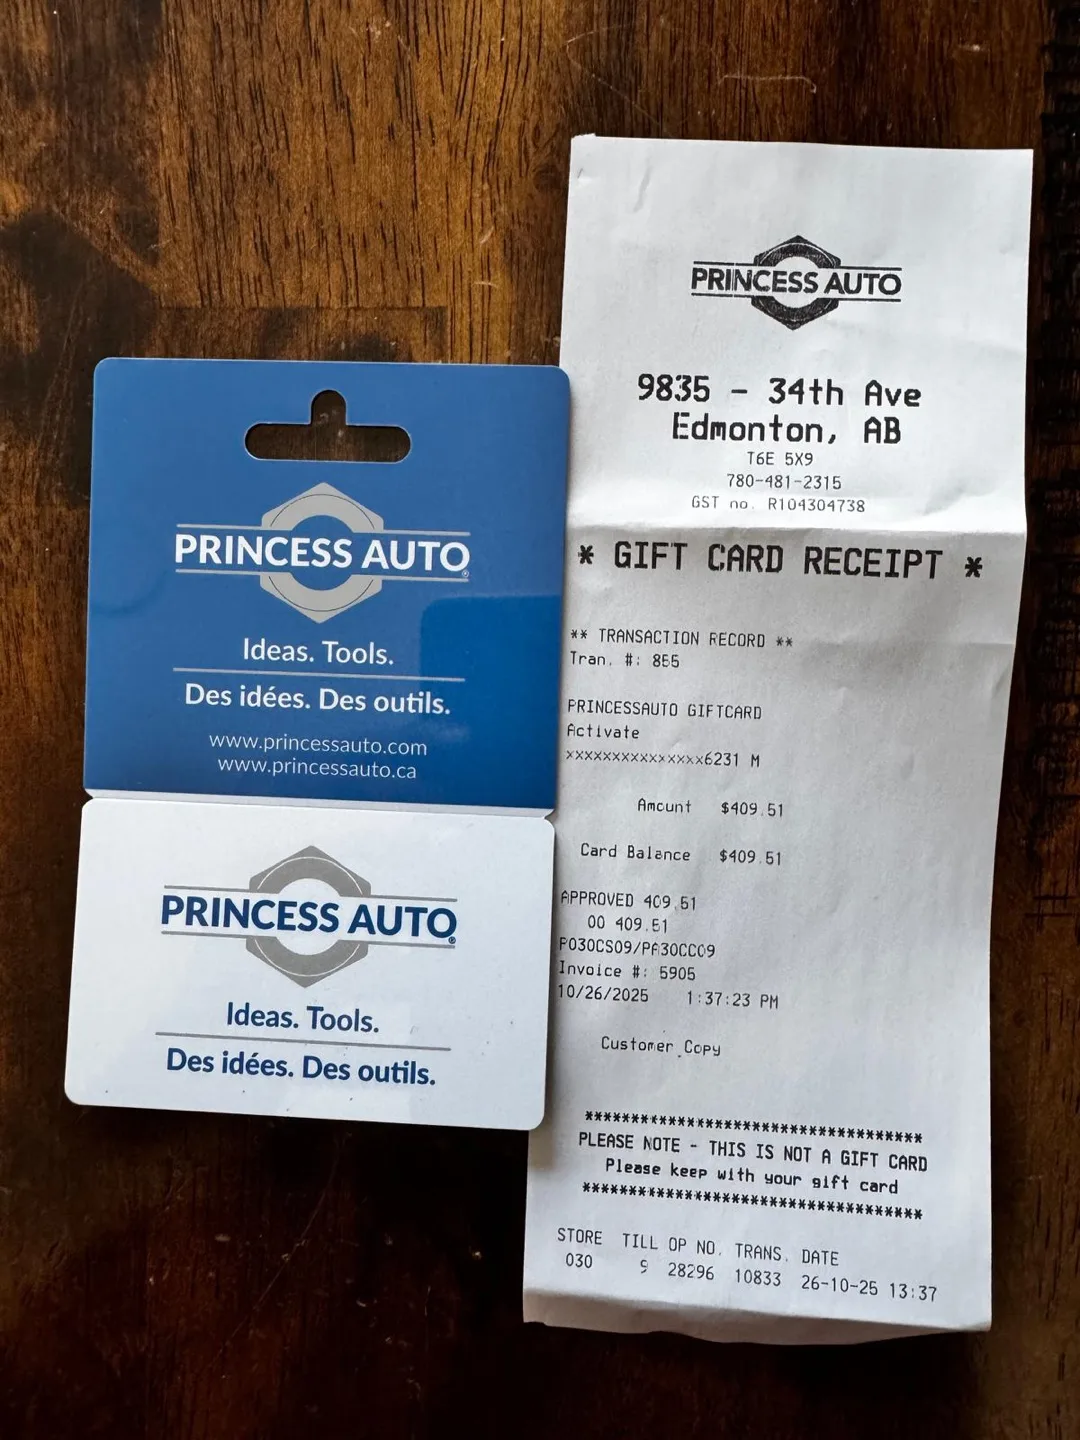 PRINCESS AUTO®
Ideas. Tools.
Des idées. Des outils.
www.princessauto.com
www.princessauto.ca
PRINCESS AUTO®
Ideas. Tools.
Des idées. Des outils.
PRINCESS AUTO
9835 - 34th Ave
Edmonton, AB
T6E 5X9
780-481-2315
GST no. R104304738
* GIFT CARD RECEIPT *
** TRANSACTION RECORD **
Tran. #: 855
PRINCESSAUTO GIFTCARD
Activate
xxxxxxxxxxxxxxx6231 M
Amount $409.51
Card Balance $409.51
APPROVED 409.51
00 409.51
P030CS09/PA30CC09
Invoice #: 5905
10/26/2025 1:37:23 PM
Customer Copy
*************************************
PLEASE NOTE - THIS IS NOT A GIFT CARD
Please keep with your gift card
*************************************
STORE TILL OP NO. TRANS. DATE
030 9 28296 10833 26-10-25 13:37